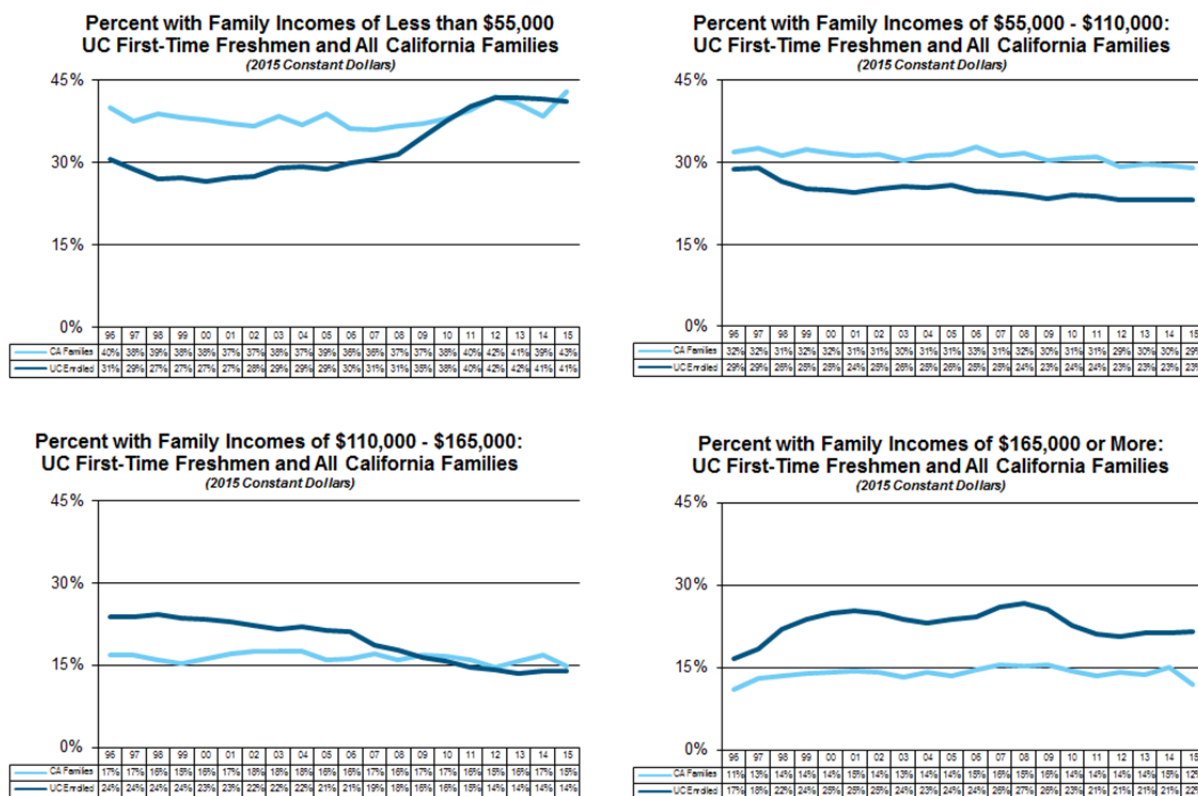 Percent with Family Incomes of Less than $55,000
UC First-Time Freshmen and All California Families
(2015 Constant Dollars)
45%
30%
15%
0%
96 97 98 99 00 01 02 03 04 05 06 07 08 09 10 11 12 13 14 15
CA Families 40% 38% 39% 38% 38% 37% 37% 38% 37% 39% 36% 36% 37% 37% 38% 40% 42% 41% 39% 43%
UC Enrolled 31% 29% 27% 27% 27% 27% 28% 29% 29% 29% 30% 31% 31% 35% 38% 40% 42% 42% 41% 41%
Percent with Family Incomes of $55,000 - $110,000:
UC First-Time Freshmen and All California Families
(2015 Constant Dollars)
45%
30%
15%
0%
96 97 98 99 00 01 02 03 04 05 06 07 08 09 10 11 12 13 14 15
CA Families 32% 32% 31% 32% 32% 31% 31% 30% 31% 31% 33% 31% 32% 30% 31% 31% 29% 30% 30% 29%
UC Enrolled 29% 29% 26% 25% 25% 24% 25% 26% 25% 26% 25% 25% 24% 23% 24% 24% 23% 23% 23% 23%
Percent with Family Incomes of $110,000 - $165,000:
UC First-Time Freshmen and All California Families
(2015 Constant Dollars)
45%
30%
15%
0%
96 97 98 99 00 01 02 03 04 05 06 07 08 09 10 11 12 13 14 15
CA Families 17% 17% 16% 15% 16% 17% 18% 18% 18% 16% 16% 17% 16% 17% 17% 16% 15% 16% 17% 15%
UC Enrolled 24% 24% 24% 24% 23% 23% 22% 22% 22% 21% 21% 19% 18% 16% 16% 15% 14% 14% 14% 14%
Percent with Family Incomes of $165,000 or More:
UC First-Time Freshmen and All California Families
(2015 Constant Dollars)
45%
30%
15%
0%
96 97 98 99 00 01 02 03 04 05 06 07 08 09 10 11 12 13 14 15
CA Families 11% 13% 14% 14% 14% 15% 14% 13% 14% 14% 15% 16% 15% 16% 14% 14% 14% 14% 15% 12%
UC Enrolled 17% 18% 22% 24% 25% 25% 25% 24% 23% 24% 24% 26% 27% 26% 23% 21% 21% 21% 21% 22%